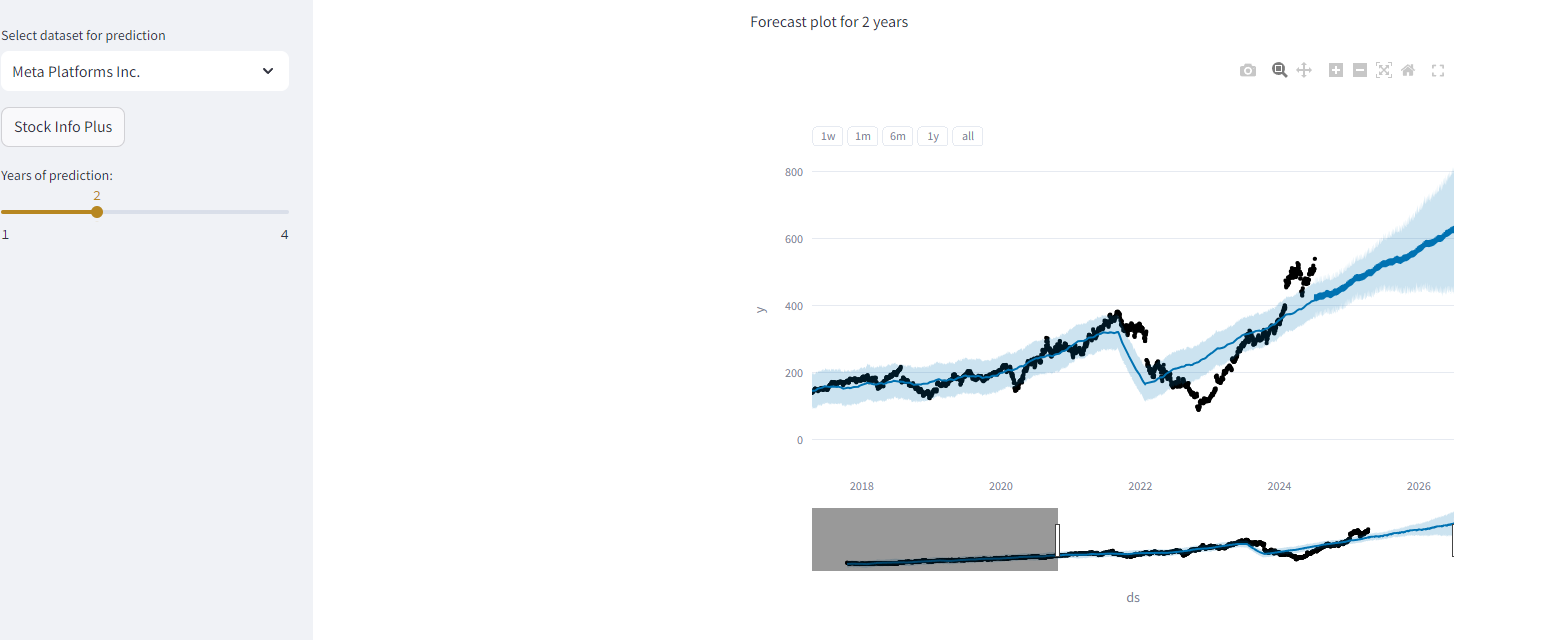 Select dataset for prediction
Meta Platforms Inc.
Stock Info Plus
Years of prediction:
2
1 4
Forecast plot for 2 years
1w 1m 6m 1y all
800
600
400
200
0
y
2018 2020 2022 2024 2026
ds